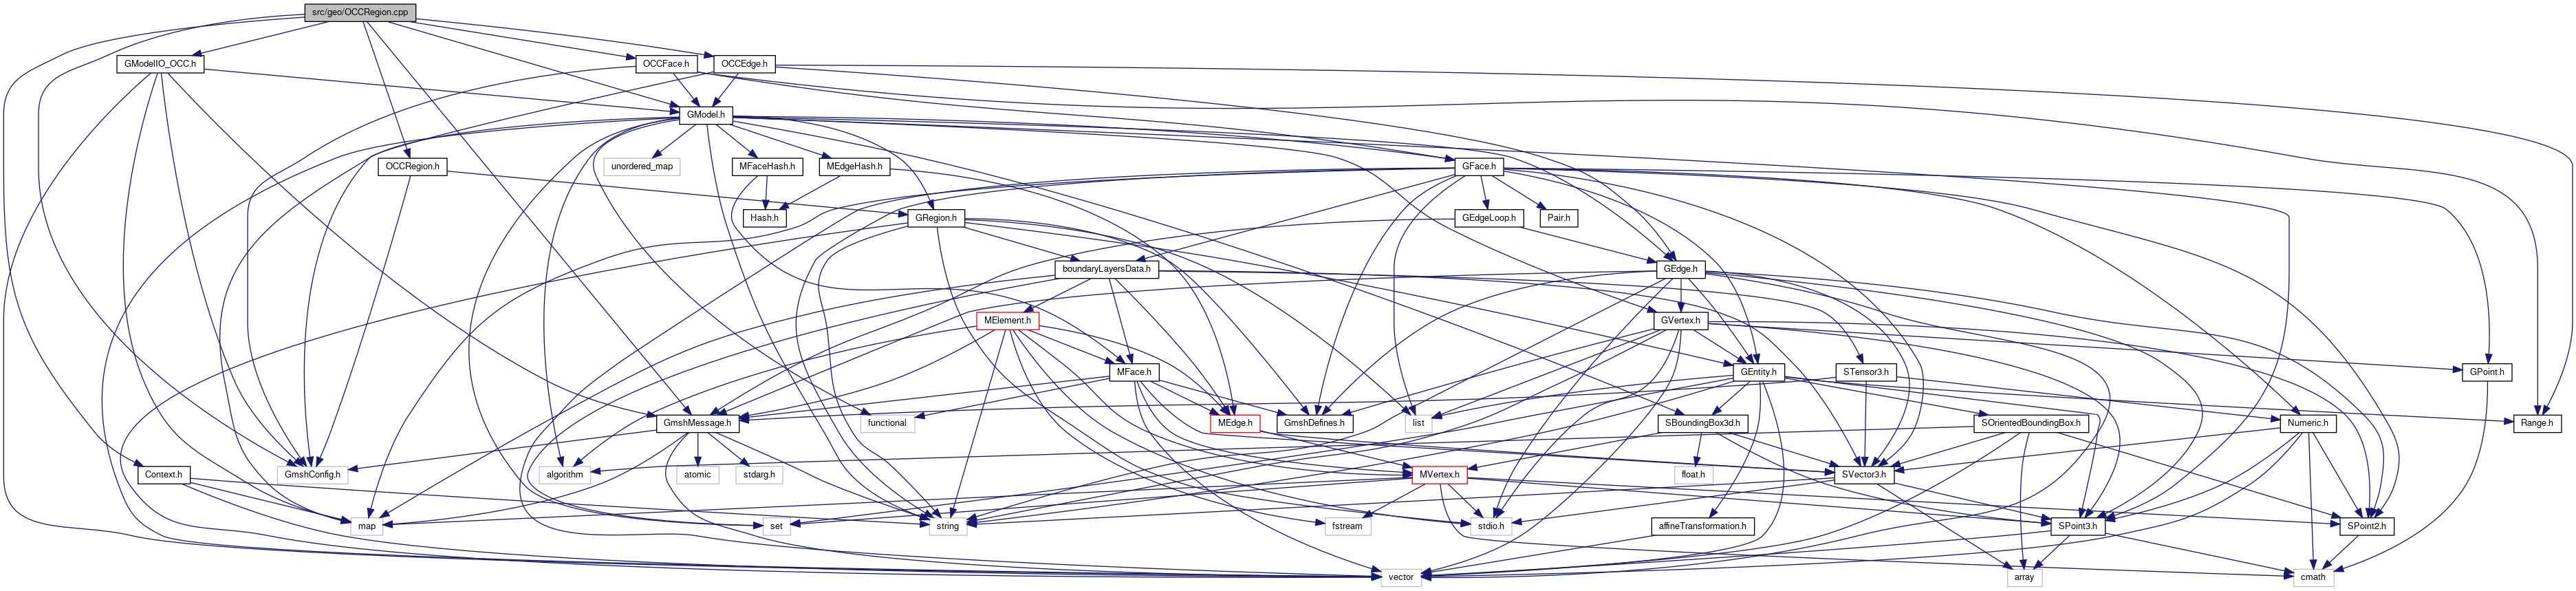 src/geo/OCCRegion.cpp
GModelIO_OCC.h
OCCFace.h
OCCEdge.h
GModel.h
OCCRegion.h
unordered_map
MFaceHash.h
MEdgeHash.h
GFace.h
Hash.h
GRegion.h
GEdgeLoop.h
Pair.h
boundaryLayersData.h
GEdge.h
MElement.h
GVertex.h
MFace.h
GEntity.h
STensor3.h
GPoint.h
GmshMessage.h
functional
MEdge.h
GmshDefines.h
list
SBoundingBox3d.h
SOrientedBoundingBox.h
Numeric.h
Range.h
Context.h
GmshConfig.h
algorithm
atomic
stdarg.h
MVertex.h
float.h
SVector3.h
map
set
string
fstream
stdio.h
affineTransformation.h
SPoint3.h
SPoint2.h
vector
array
cmath